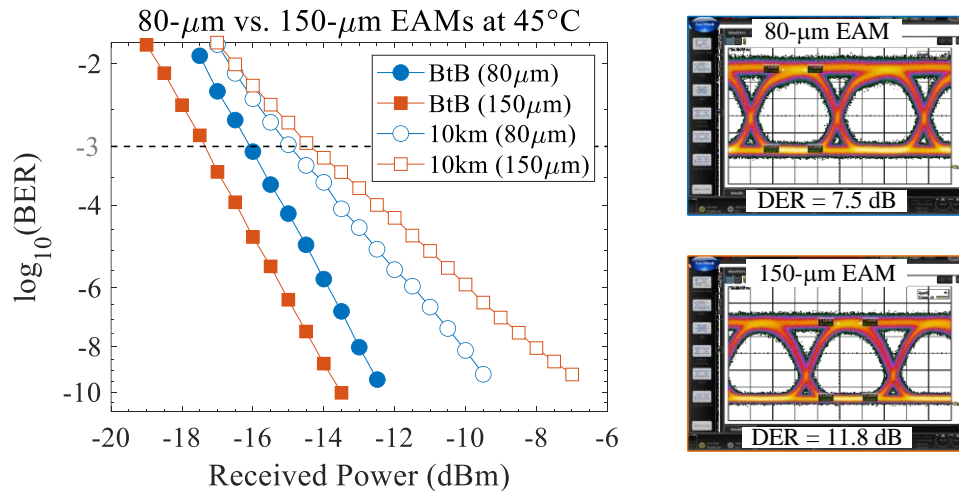 80-μm vs. 150-μm EAMs at 45°C
log10(BER)
-2
-3
-4
-6
-8
-10
BtB (80μm)
BtB (150μm)
10km (80μm)
10km (150μm)
-20
-18
-16
-14
-12
-10
-8
-6
Received Power (dBm)
80-μm EAM
DER = 7.5 dB
150-μm EAM
DER = 11.8 dB